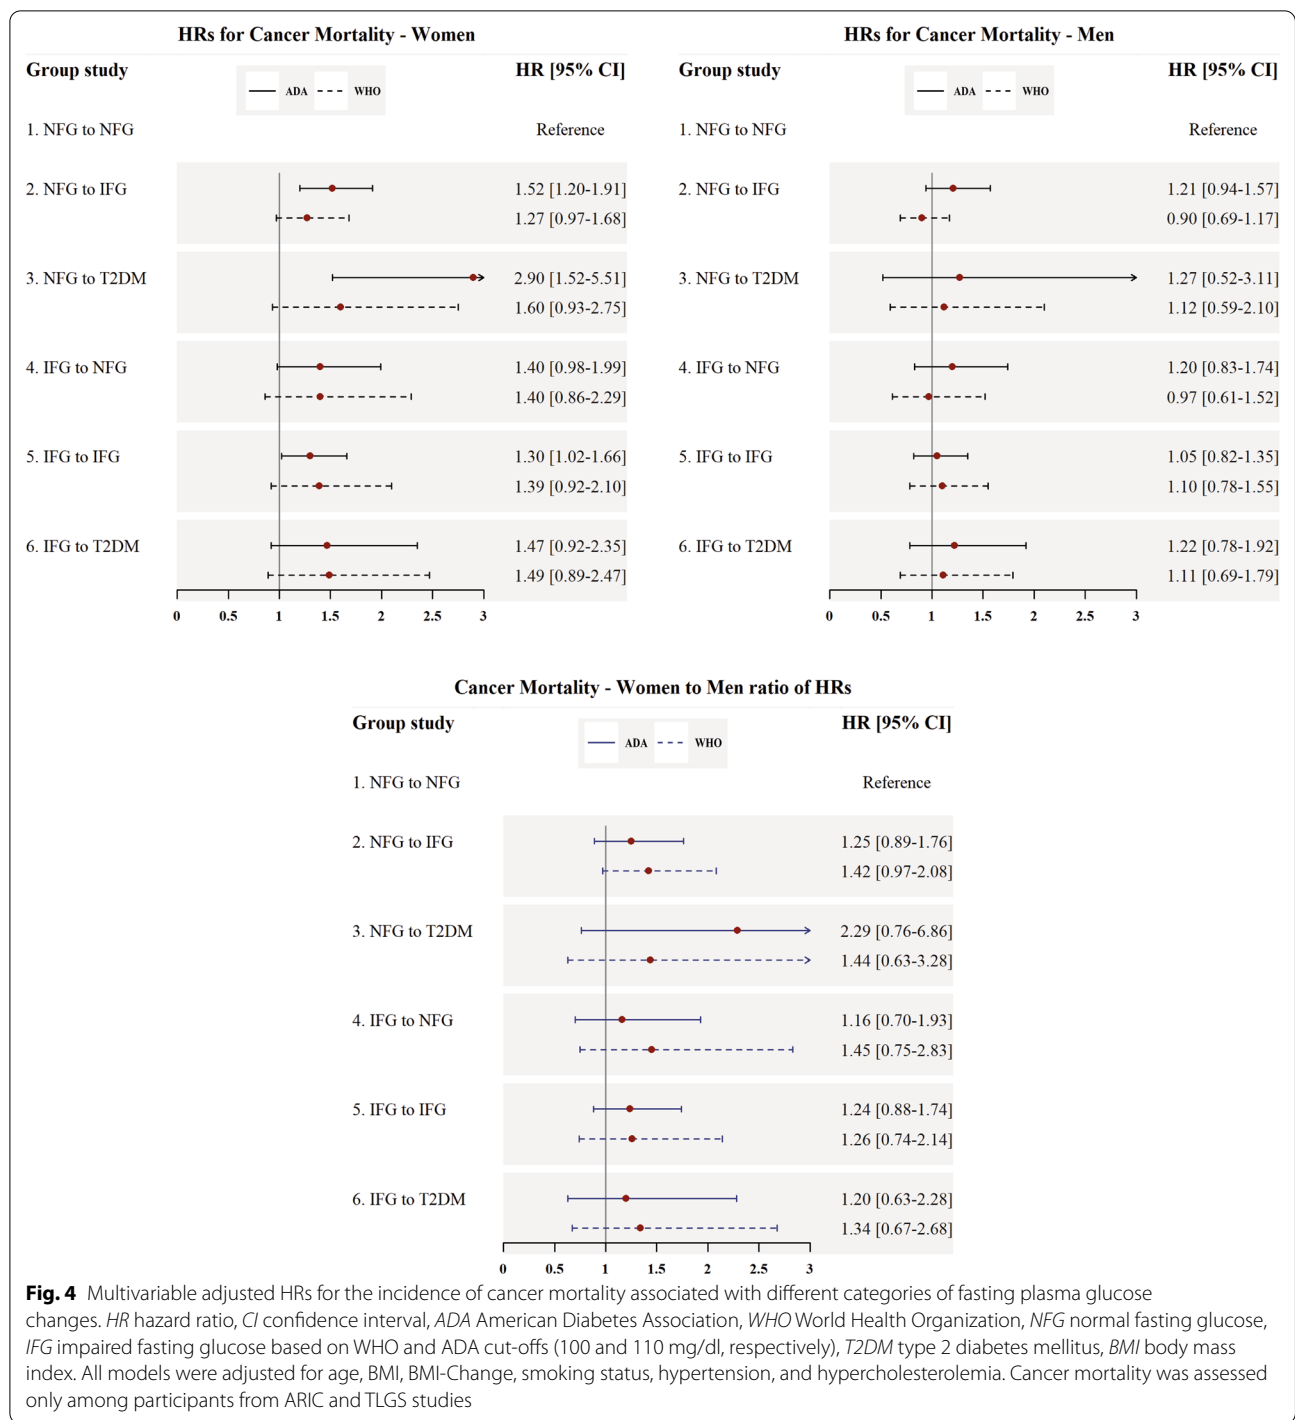 HRs for Cancer Mortality - Women
Group study
HR [95% CI]
ADA
WHO
1. NFG to NFG
Reference
2. NFG to IFG
1.52 [1.20-1.91]
1.27 [0.97-1.68]
3. NFG to T2DM
2.90 [1.52-5.51]
1.60 [0.93-2.75]
4. IFG to NFG
1.40 [0.98-1.99]
1.40 [0.86-2.29]
5. IFG to IFG
1.30 [1.02-1.66]
1.39 [0.92-2.10]
6. IFG to T2DM
1.47 [0.92-2.35]
1.49 [0.89-2.47]
0 0.5 1 1.5 2 2.5 3
HRs for Cancer Mortality - Men
Group study
HR [95% CI]
ADA
WHO
1. NFG to NFG
Reference
2. NFG to IFG
1.21 [0.94-1.57]
0.90 [0.69-1.17]
3. NFG to T2DM
1.27 [0.52-3.11]
1.12 [0.59-2.10]
4. IFG to NFG
1.20 [0.83-1.74]
0.97 [0.61-1.52]
5. IFG to IFG
1.05 [0.82-1.35]
1.10 [0.78-1.55]
6. IFG to T2DM
1.22 [0.78-1.92]
1.11 [0.69-1.79]
0 0.5 1 1.5 2 2.5 3
Cancer Mortality - Women to Men ratio of HRs
Group study
HR [95% CI]
ADA
WHO
1. NFG to NFG
Reference
2. NFG to IFG
1.25 [0.89-1.76]
1.42 [0.97-2.08]
3. NFG to T2DM
2.29 [0.76-6.86]
1.44 [0.63-3.28]
4. IFG to NFG
1.16 [0.70-1.93]
1.45 [0.75-2.83]
5. IFG to IFG
1.24 [0.88-1.74]
1.26 [0.74-2.14]
6. IFG to T2DM
1.20 [0.63-2.28]
1.34 [0.67-2.68]
0 0.5 1 1.5 2 2.5 3
Fig. 4 Multivariable adjusted HRs for the incidence of cancer mortality associated with different categories of fasting plasma glucose
changes. HR hazard ratio, CI confidence interval, ADA American Diabetes Association, WHO World Health Organization, NFG normal fasting glucose,
IFG impaired fasting glucose based on WHO and ADA cut-offs (100 and 110 mg/dl, respectively), T2DM type 2 diabetes mellitus, BMI body mass
index. All models were adjusted for age, BMI, BMI-Change, smoking status, hypertension, and hypercholesterolemia. Cancer mortality was assessed
only among participants from ARIC and TLGS studies